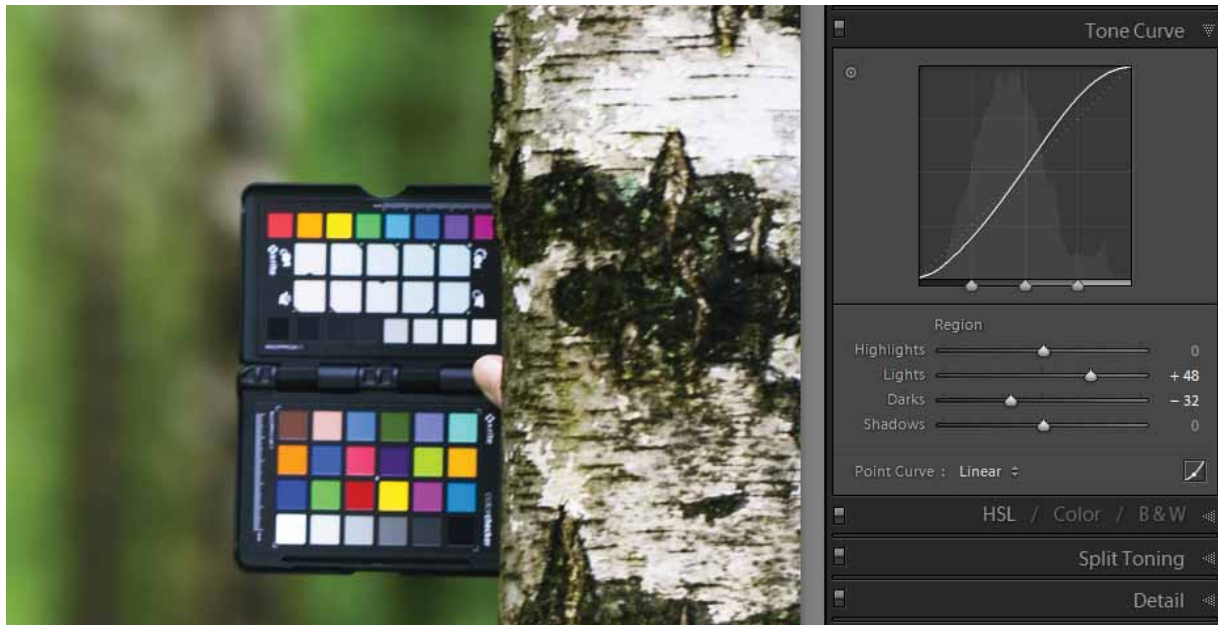 Tone Curve
Region
Highlights 0
Lights + 48
Darks – 32
Shadows 0
Point Curve : Linear
HSL / Color / B & W
Split Toning
Detail